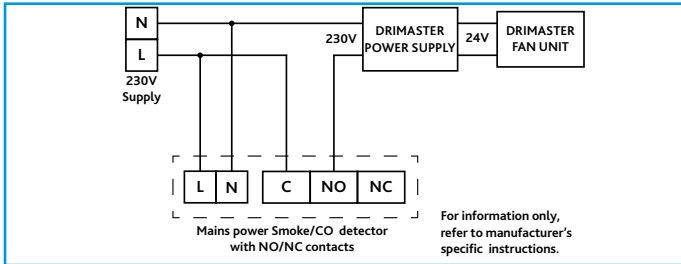 N
L
230V
Supply
230V
DRIMASTER
POWER SUPPLY
24V
DRIMASTER
FAN UNIT
L N C NO NC
Mains power Smoke/CO detector
with NO/NC contacts
For information only,
refer to manufacturer's
specific instructions.